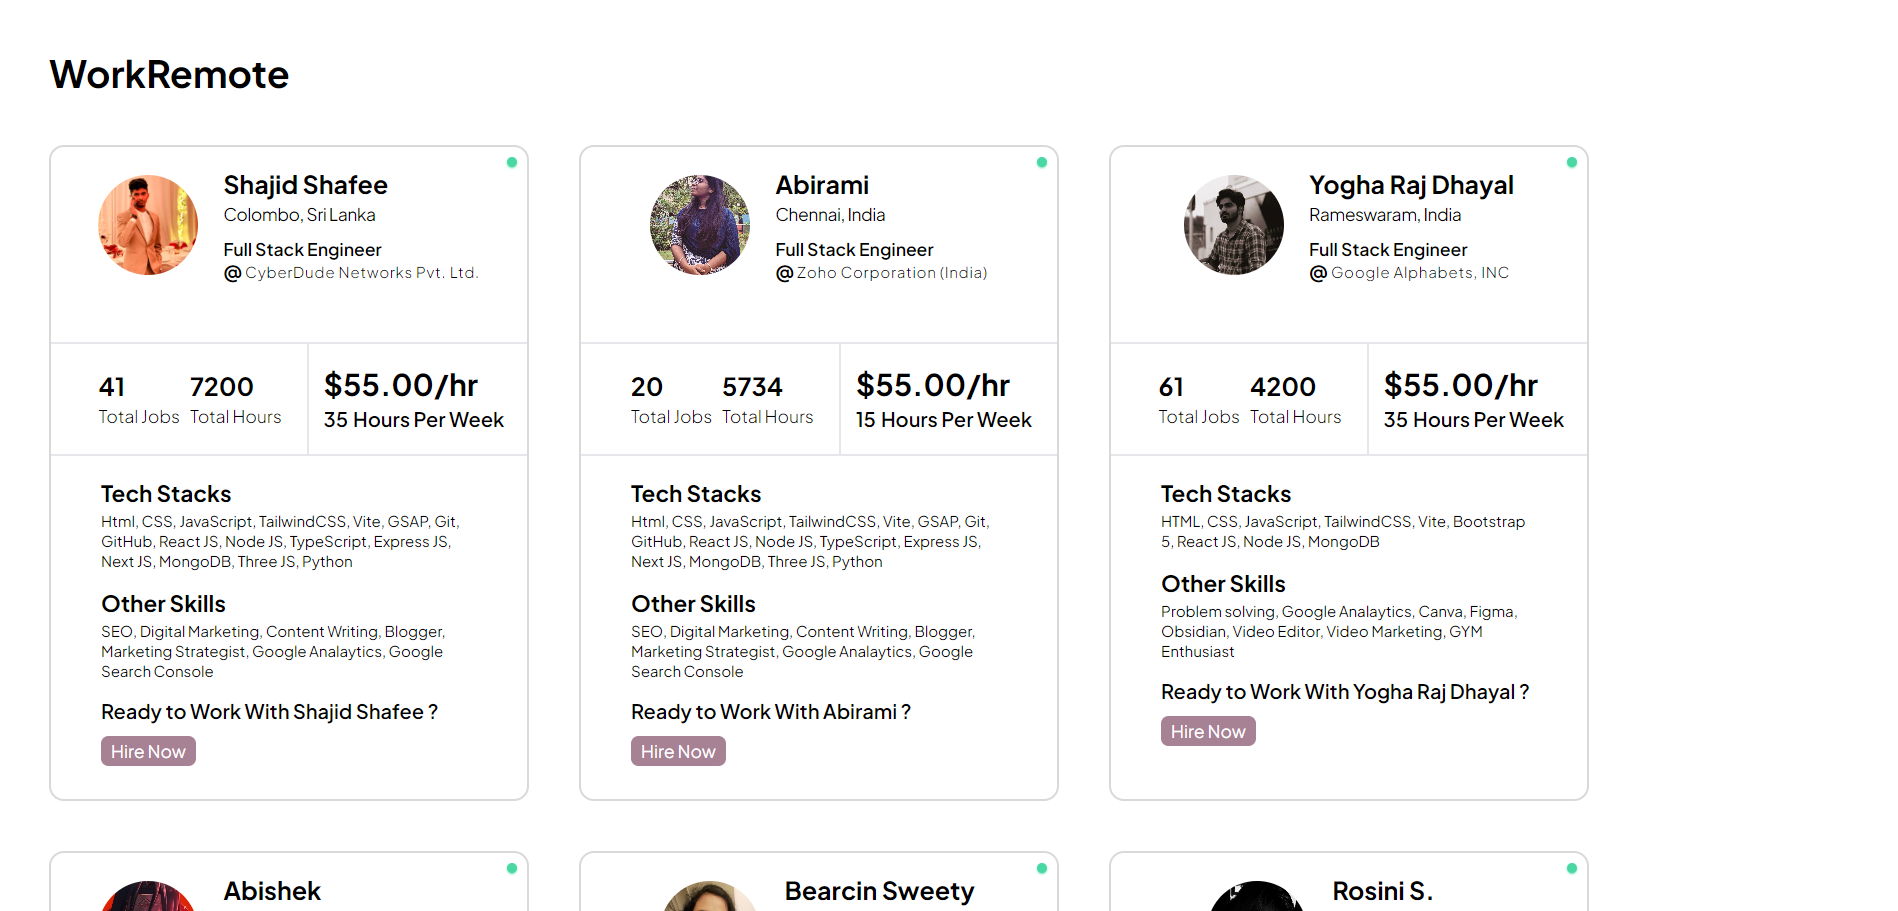 WorkRemote
Shajid Shafee
Colombo, Sri Lanka
Full Stack Engineer
@ CyberDude Networks Pvt. Ltd.
41
Total Jobs
7200
Total Hours
$55.00/hr
35 Hours Per Week
Tech Stacks
Html, CSS, JavaScript, TailwindCSS, Vite, GSAP, Git,
GitHub, React JS, Node JS, TypeScript, Express JS,
Next JS, MongoDB, Three JS, Python
Other Skills
SEO, Digital Marketing, Content Writing, Blogger,
Marketing Strategist, Google Analaytics, Google
Search Console
Ready to Work With Shajid Shafee ?
Hire Now
Abirami
Chennai, India
Full Stack Engineer
@ Zoho Corporation (India)
20
Total Jobs
5734
Total Hours
$55.00/hr
15 Hours Per Week
Tech Stacks
Html, CSS, JavaScript, TailwindCSS, Vite, GSAP, Git,
GitHub, React JS, Node JS, TypeScript, Express JS,
Next JS, MongoDB, Three JS, Python
Other Skills
SEO, Digital Marketing, Content Writing, Blogger,
Marketing Strategist, Google Analaytics, Google
Search Console
Ready to Work With Abirami ?
Hire Now
Yogha Raj Dhayal
Rameswaram, India
Full Stack Engineer
@ Google Alphabets, INC
61
Total Jobs
4200
Total Hours
$55.00/hr
35 Hours Per Week
Tech Stacks
HTML, CSS, JavaScript, TailwindCSS, Vite, Bootstrap
5, React JS, Node JS, MongoDB
Other Skills
Problem solving, Google Analaytics, Canva, Figma,
Obsidian, Video Editor, Video Marketing, GYM
Enthusiast
Ready to Work With Yogha Raj Dhayal ?
Hire Now
Abishek
Bearcin Sweety
Rosini S.